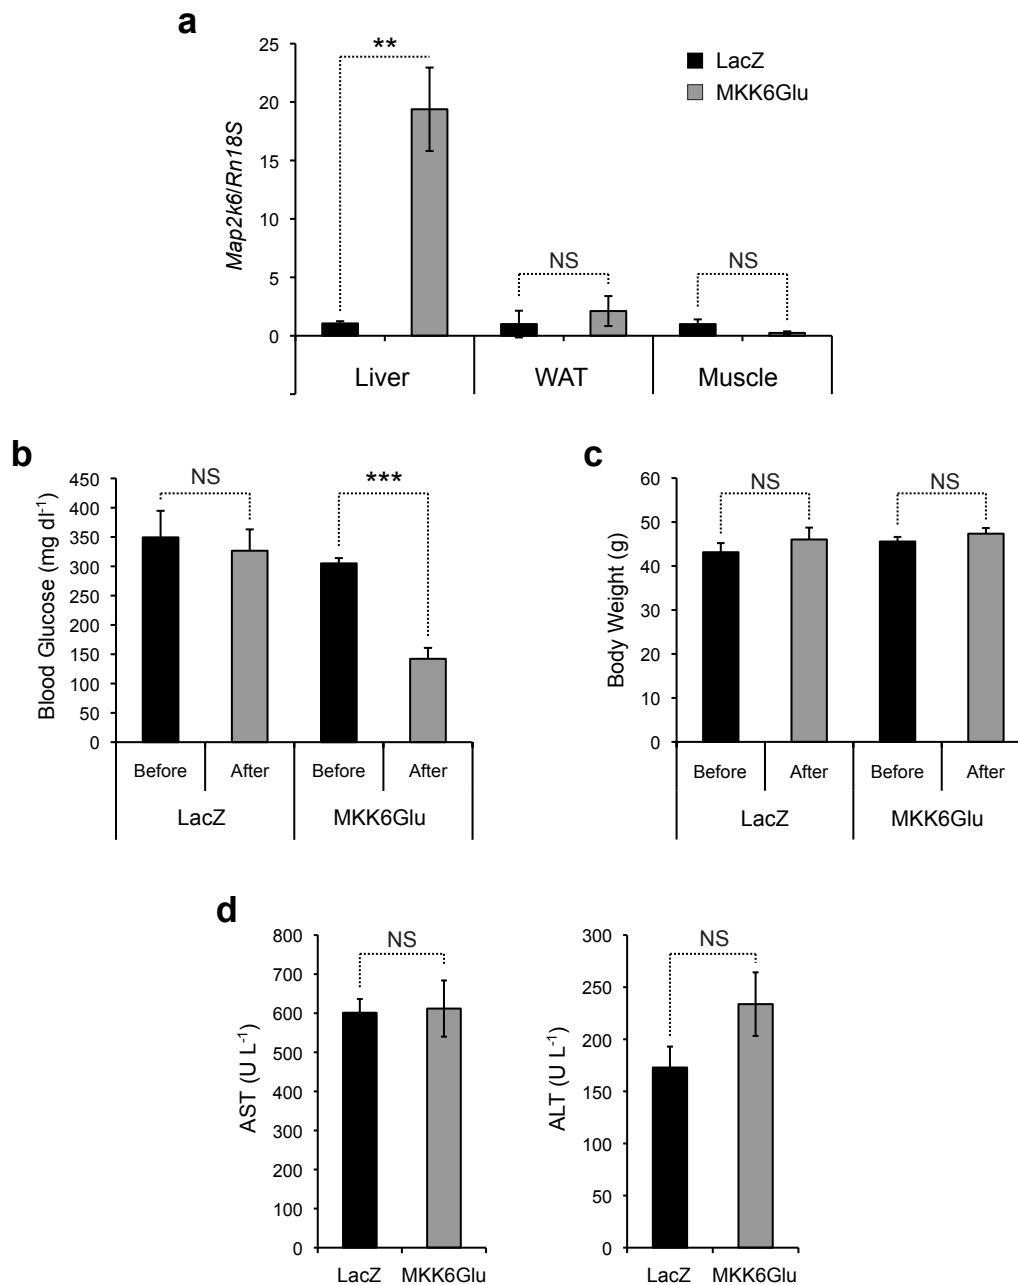 a
25
20
15
10
5
0
Map2k6/Rn18S
**
NS
NS
LacZ
MKK6Glu
Liver WAT Muscle
b
450
400
350
300
250
200
150
100
50
0
Blood Glucose (mg dl-1)
NS
***
Before After Before After
LacZ MKK6Glu
c
60
50
40
30
20
10
0
Body Weight (g)
NS
NS
Before After Before After
LacZ MKK6Glu
d
800
700
600
500
400
300
200
100
0
AST (U L-1)
NS
LacZ MKK6Glu
300
250
200
150
100
50
0
ALT (U L-1)
NS
LacZ MKK6Glu